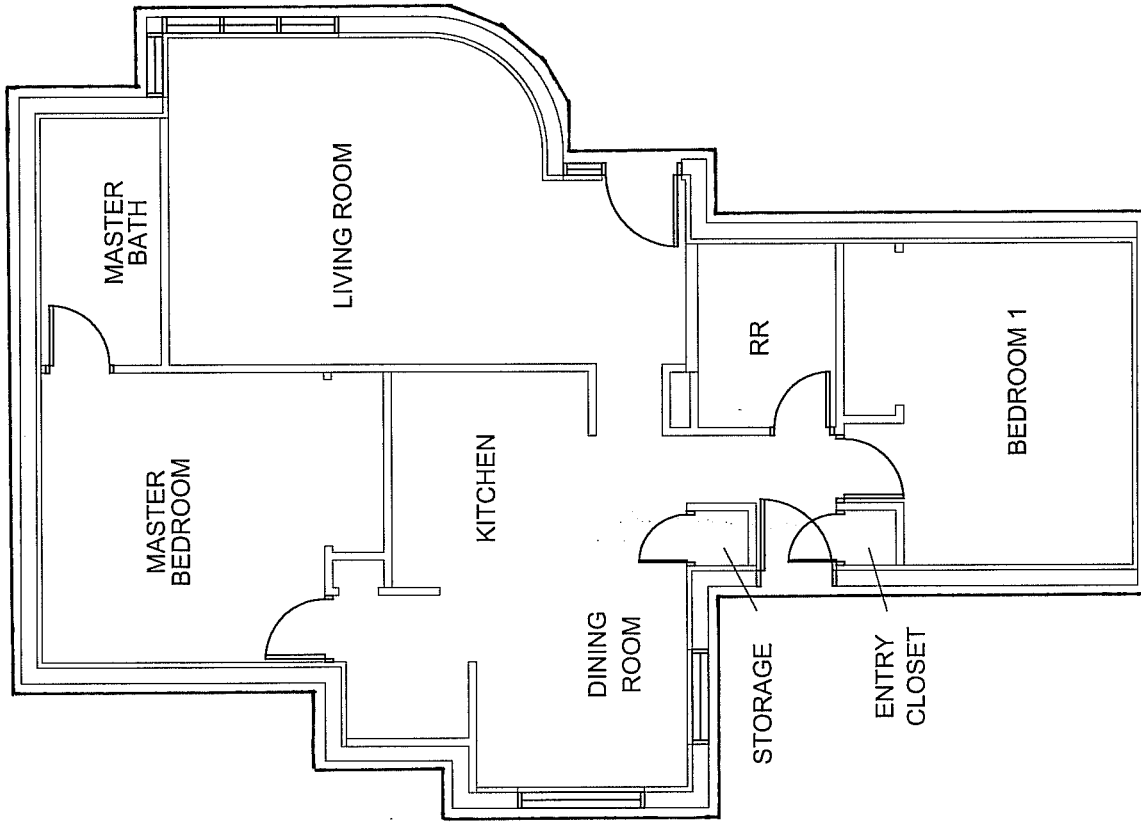 MASTER
BATH
LIVING ROOM
MASTER
BEDROOM
KITCHEN
RR
BEDROOM 1
DINING
ROOM
STORAGE
ENTRY
CLOSET